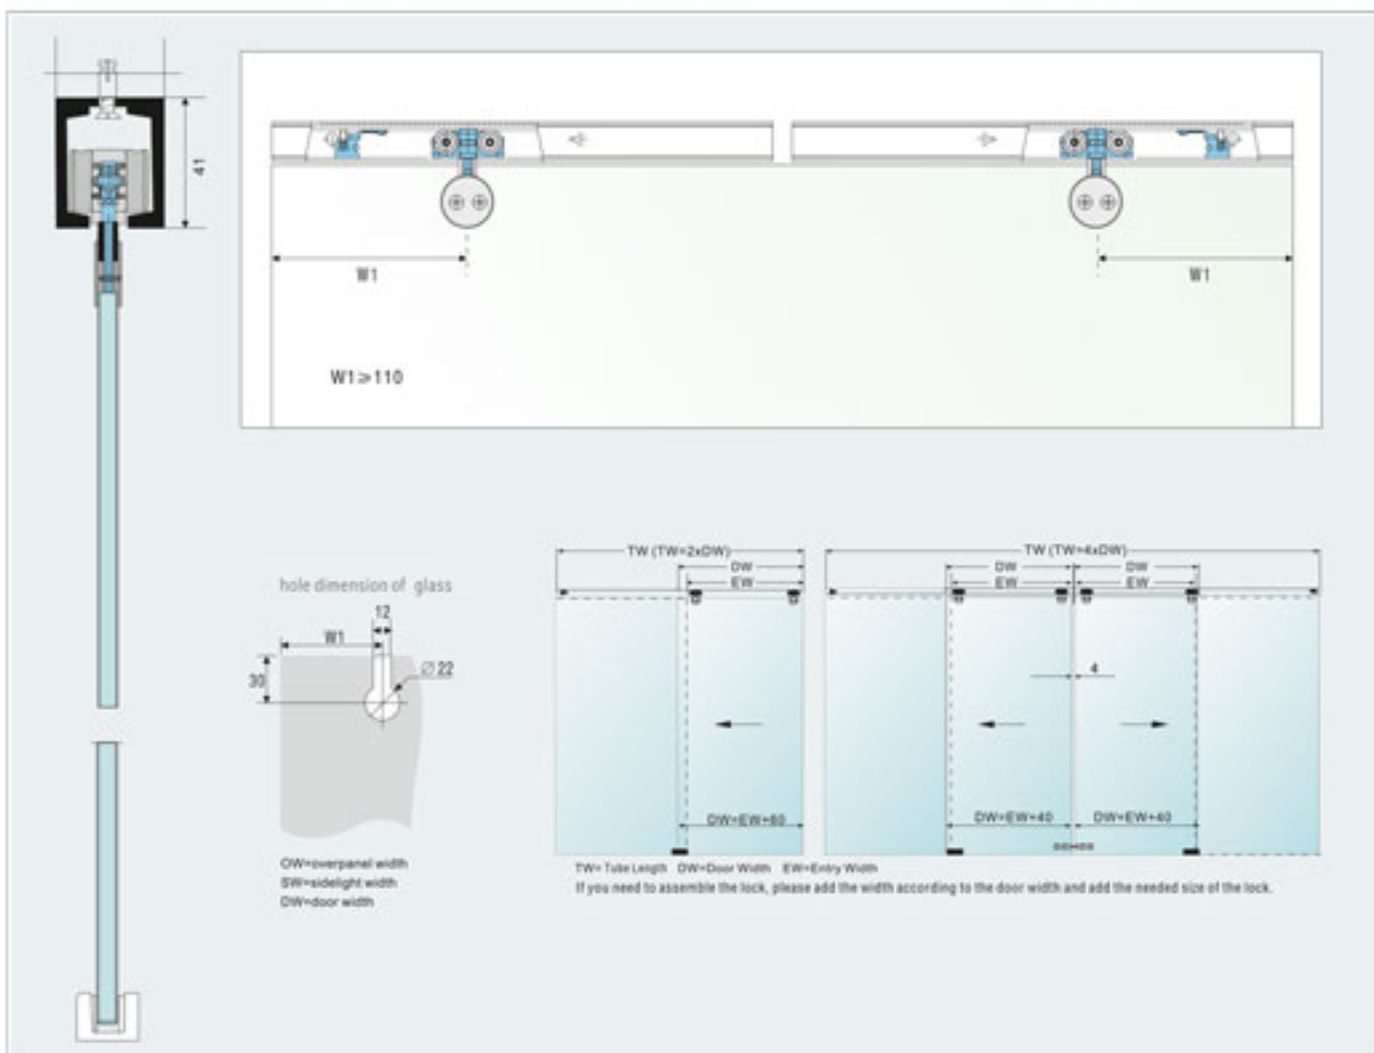 41
W1
W1
W1≥110
hole dimension of glass
12
W1
30
Ø22
OW=overpanel width
SW=sidelight width
DW=door width
TW (TW=2xDW)
DW
EW
DW=EW+60
TW (TW=4xDW)
DW
DW
EW
EW
4
DW=EW+40
DW=EW+40
TW= Tube Length DW=Door Width EW=Entry Width
If you need to assemble the lock, please add the width according to the door width and add the needed size of the lock.